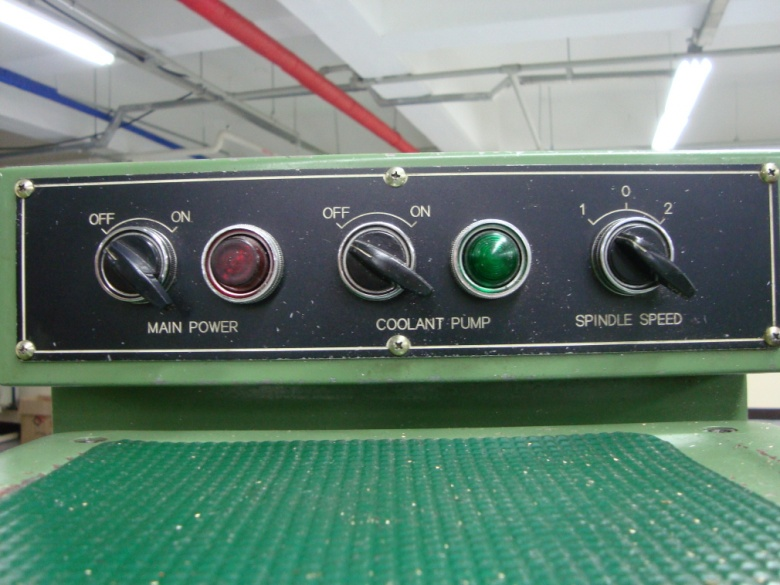 OFF ON
MAIN POWER
OFF ON
COOLANT PUMP
1 0 2
SPINDLE SPEED